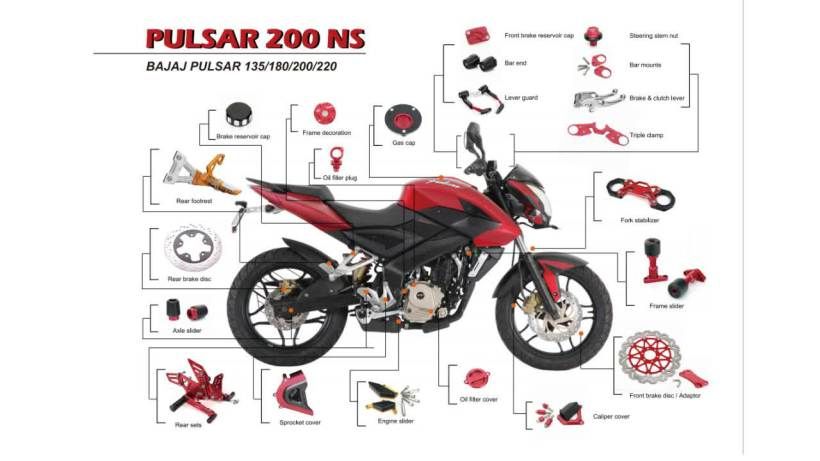 PULSAR 200 NS
BAJAJ PULSAR 135/180/200/220
Front brake reservoir cap
Steering stem nut
Bar end
Bar mounts
Lever guard
Brake & clutch lever
Triple clamp
Brake reservoir cap
Frame decoration
Gas cap
Oil filler plug
Rear footrest
Fork stabilizer
Rear brake disc
Frame slider
Axle slider
Front brake disc / Adaptor
Rear sets
Sprocket cover
Engine slider
Oil filter cover
Caliper cover